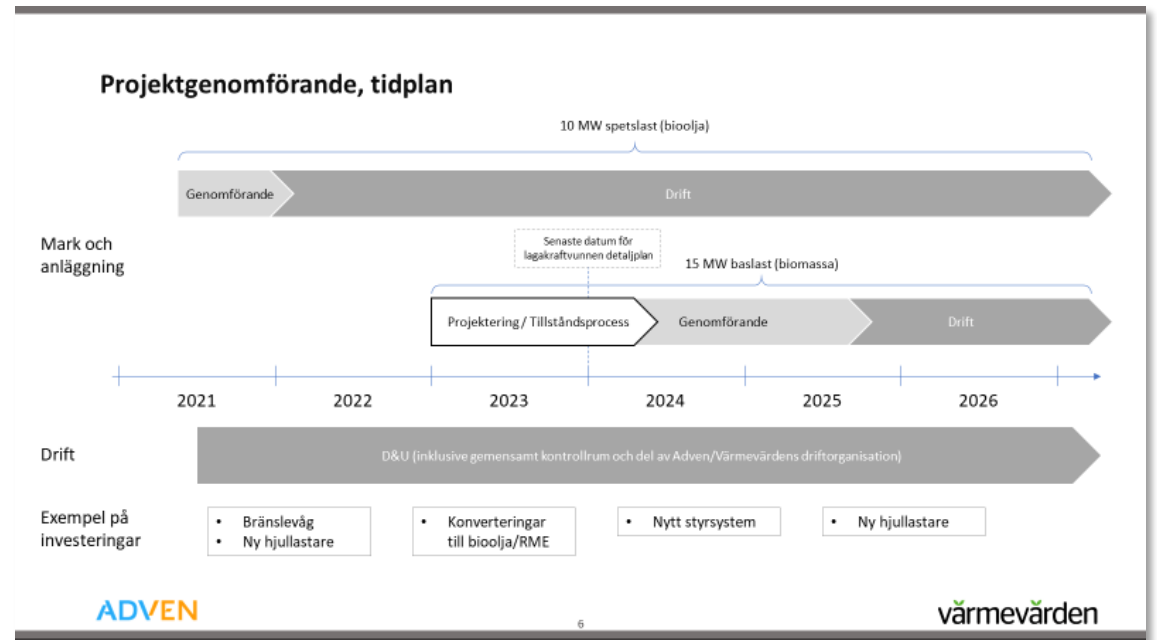 Projektgenomförande, tidplan
10 MW spetslast (bioolja)
Genomförande
Drift
Mark och
anläggning
Senaste datum för
lagakraftvunnen detaljplan
15 MW baslast (biomassa)
Projektering / Tillståndsprocess
Genomförande
Drift
2021
2022
2023
2024
2025
2026
Drift
D&U (inklusive gemensamt kontrollrum och del av Adven/Värmevärdens driftorganisation)
Exempel på
investeringar
• Bränslevåg
• Ny hjullastare
• Konverteringar
till bioolja/RME
• Nytt styrsystem
• Ny hjullastare
ADVEN
6
värmevärden